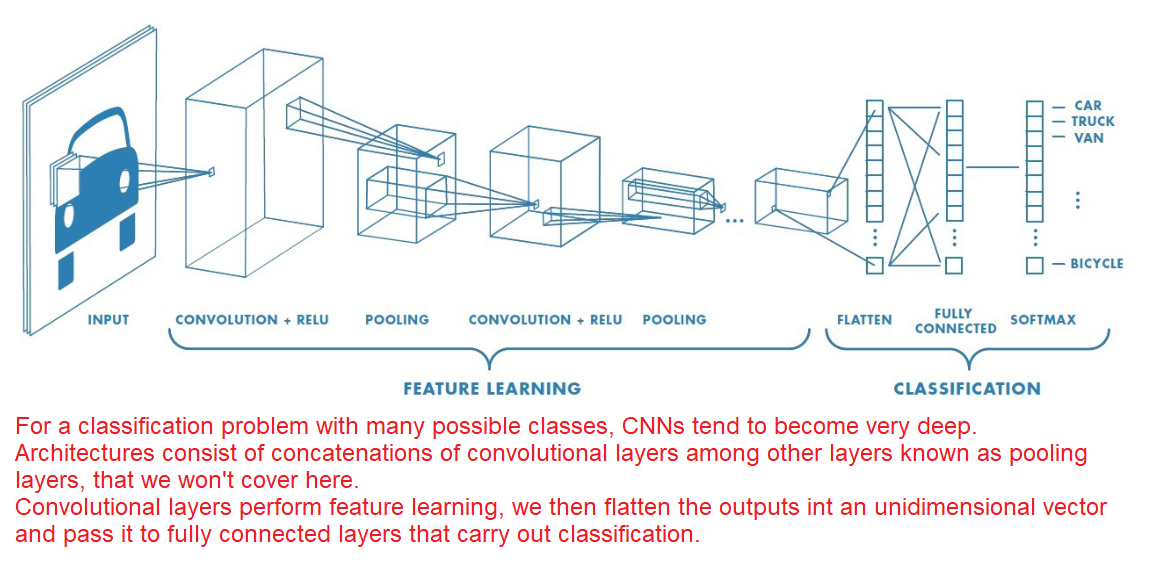 CAR
TRUCK
VAN
BICYCLE
INPUT
CONVOLUTION + RELU
POOLING
CONVOLUTION + RELU
POOLING
FLATTEN
FULLY
CONNECTED
SOFTMAX
FEATURE LEARNING
CLASSIFICATION
For a classification problem with many possible classes, CNNs tend to become very deep.
Architectures consist of concatenations of convolutional layers among other layers known as pooling
layers, that we won't cover here.
Convolutional layers perform feature learning, we then flatten the outputs int an unidimensional vector
and pass it to fully connected layers that carry out classification.